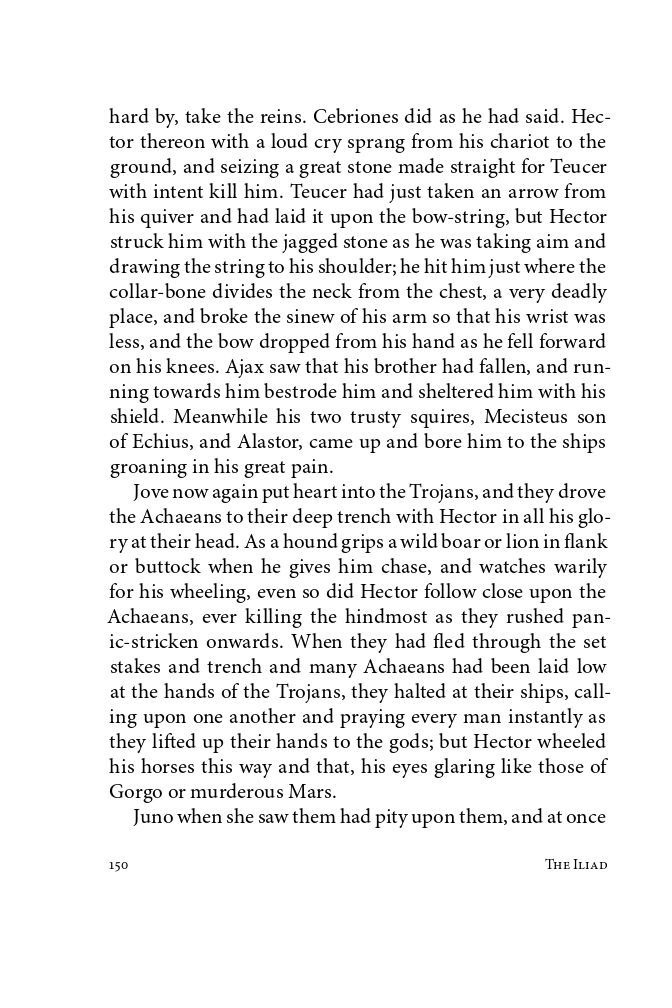 hard by, take the reins. Cebriones did as he had said. Hec-
tor thereon with a loud cry sprang from his chariot to the
ground, and seizing a great stone made straight for Teucer
with intent kill him. Teucer had just taken an arrow from
his quiver and had laid it upon the bow-string, but Hector
struck him with the jagged stone as he was taking aim and
drawing the string to his shoulder; he hit him just where the
collar-bone divides the neck from the chest, a very deadly
place, and broke the sinew of his arm so that his wrist was
less, and the bow dropped from his hand as he fell forward
on his knees. Ajax saw that his brother had fallen, and run-
ning towards him bestrode him and sheltered him with his
shield. Meanwhile his two trusty squires, Mecisteus son
of Echius, and Alastor, came up and bore him to the ships
groaning in his great pain.
Jove now again put heart into the Trojans, and they drove
the Achaeans to their deep trench with Hector in all his glo-
ry at their head. As a hound grips a wild boar or lion in flank
or buttock when he gives him chase, and watches warily
for his wheeling, even so did Hector follow close upon the
Achaeans, ever killing the hindmost as they rushed pan-
ic-stricken onwards. When they had fled through the set
stakes and trench and many Achaeans had been laid low
at the hands of the Trojans, they halted at their ships, call-
ing upon one another and praying every man instantly as
they lifted up their hands to the gods; but Hector wheeled
his horses this way and that, his eyes glaring like those of
Gorgo or murderous Mars.
Juno when she saw them had pity upon them, and at once
150 The Iliad